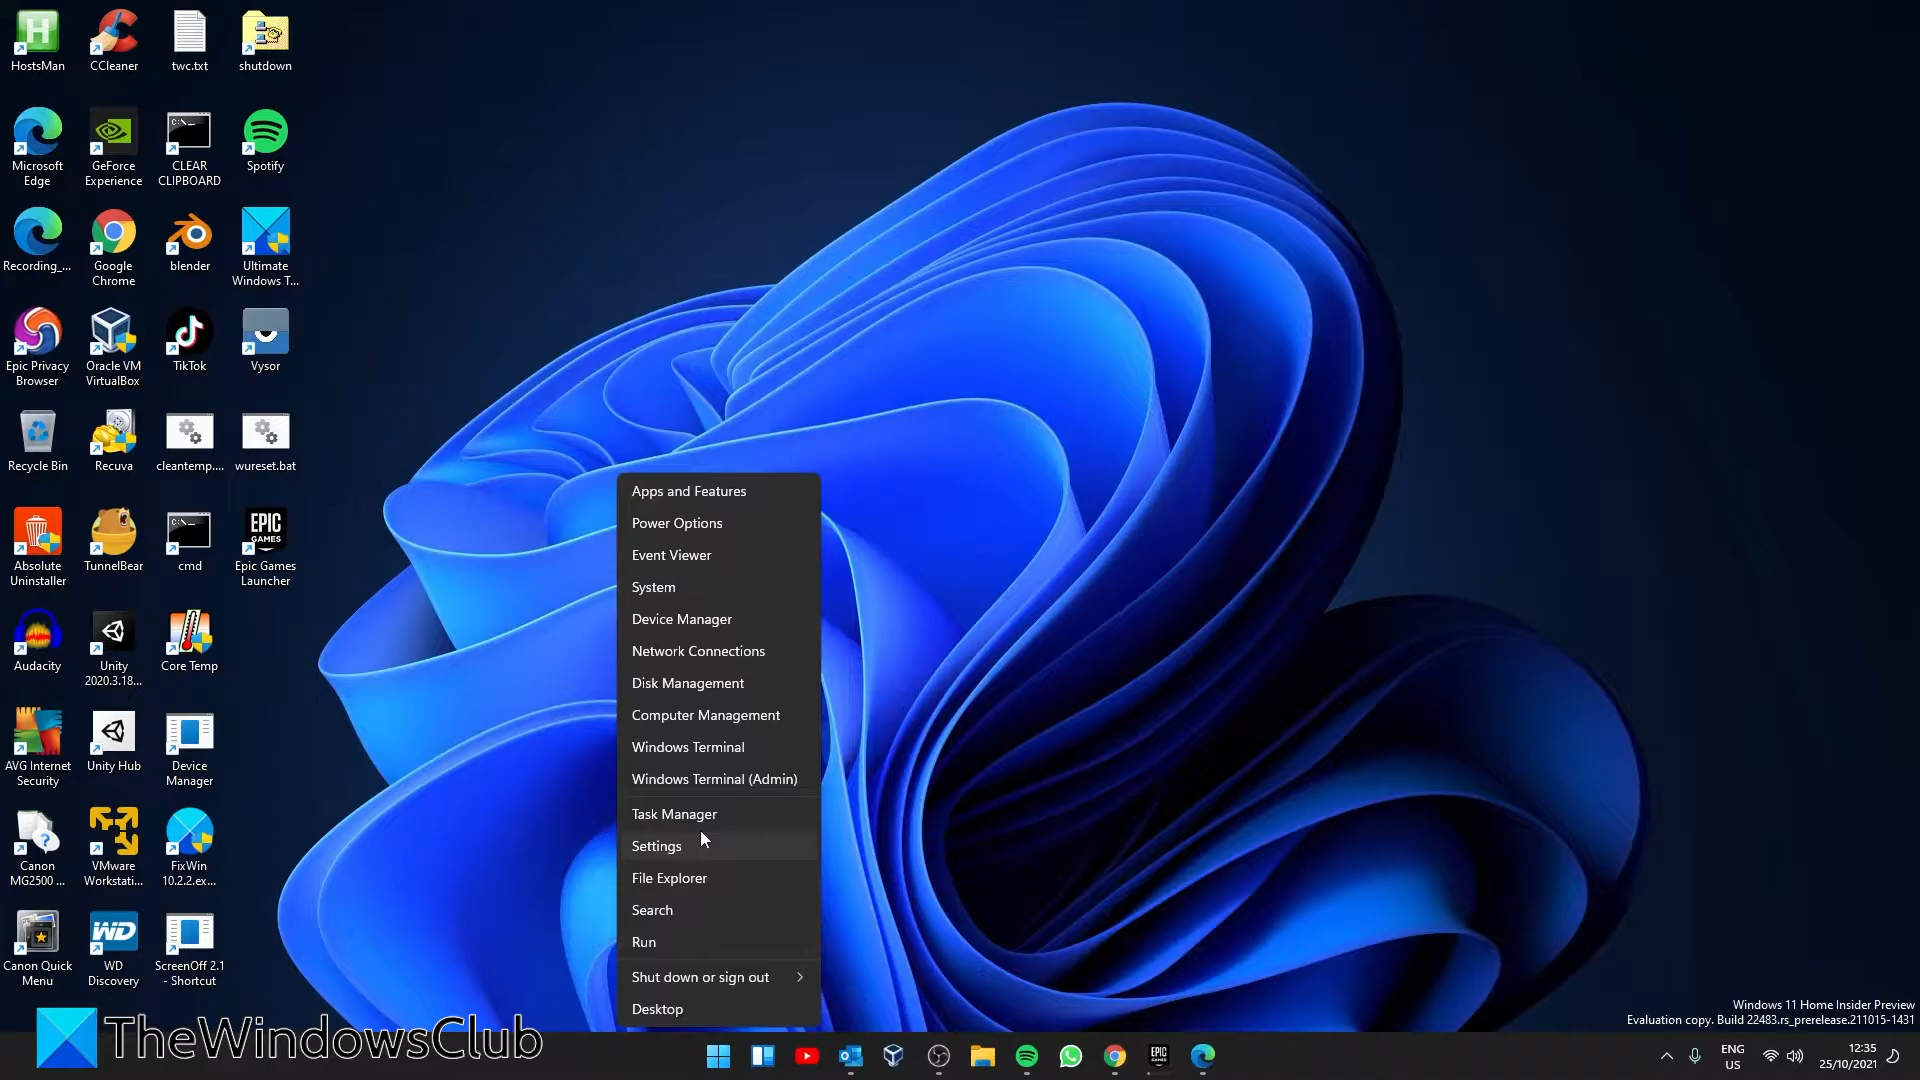 HostsMan
CCleaner
twc.txt
shutdown
Microsoft
Edge
GeForce
Experience
CLEAR
CLIPBOARD
Spotify
Recording_...
Google
Chrome
blender
Ultimate
Windows T...
Epic Privacy
Browser
Oracle VM
VirtualBox
TikTok
Vysor
Recycle Bin
Recuva
cleantemp....
wureset.bat
Absolute
Uninstaller
TunnelBear
cmd
EPIC
GAMES
Epic Games
Launcher
Audacity
Unity
2020.3.18...
Core Temp
AVG Internet
Security
Unity Hub
Device
Manager
Canon
MG2500 ...
VMware
Workstati...
FixWin
10.2.2.ex...
Canon Quick
Menu
WD
WD
Discovery
ScreenOff 2.1
- Shortcut
Apps and Features
Power Options
Event Viewer
System
Device Manager
Network Connections
Disk Management
Computer Management
Windows Terminal
Windows Terminal (Admin)
Task Manager
Settings
File Explorer
Search
Run
Shut down or sign out
Desktop
Windows 11 Home Insider Preview
Evaluation copy. Build 22483.rs_prerelease.211015-1431
TheWindowsClub
EPIC
ENG
US
12:35
25/10/2021